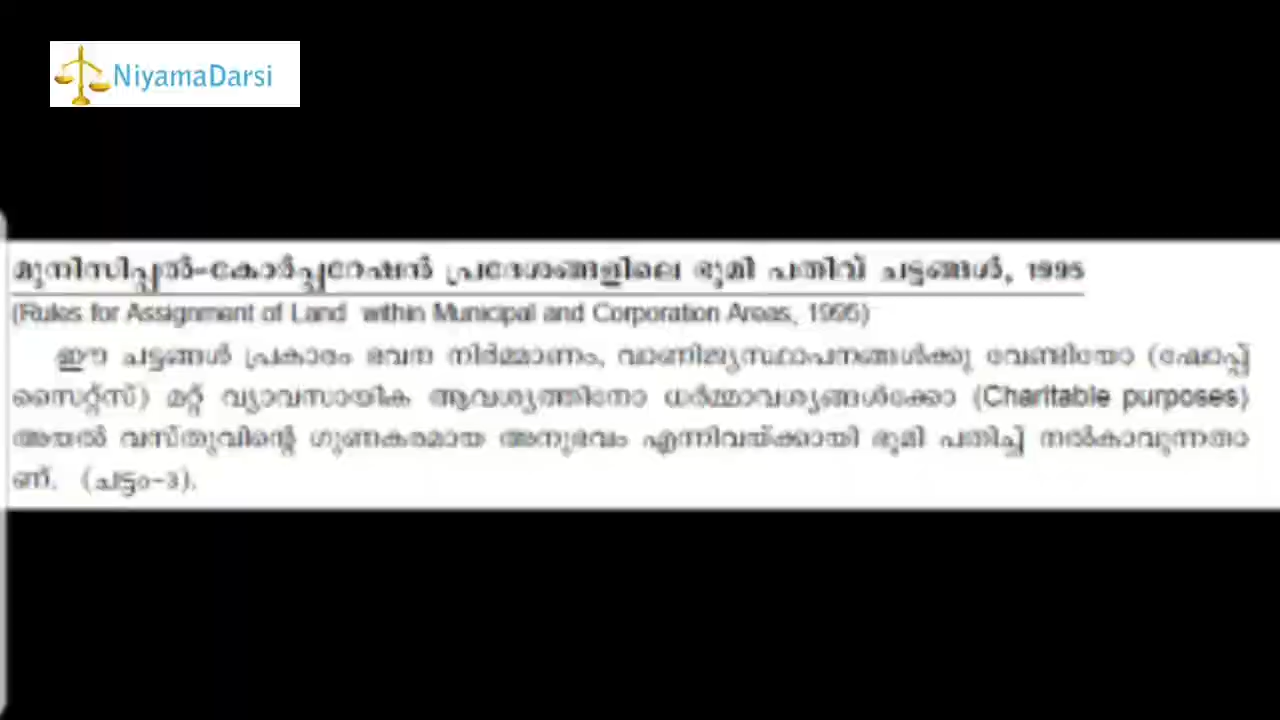 NiyamaDarsi
മുനിസിപ്പൽ-കോർപ്പറേഷൻ പ്രദേശങ്ങളിലെ ഭൂമി പതിവ് ചട്ടങ്ങൾ, 1995
(Rules for Assignment of Land within Municipal and Corporation Areas, 1995)
ഈ ചട്ടങ്ങൾ പ്രകാരം ഭവന നിർമ്മാണം, വാണിജ്യസ്ഥാപനങ്ങൾക്കു വേണ്ടിയോ (ഷോപ്പ്
സൈറ്റ്സ്) മറ്റ് വ്യാവസായിക ആവശ്യത്തിനോ ധർമ്മാവശ്യങ്ങൾക്കോ (Charitable purposes)
അയൽ വസ്തുവിന്റെ ഗുണകരമായ അനുഭവം എന്നിവയ്ക്കായി ഭൂമി പതിച്ച് നൽകാവുന്നതാ
ണ്. (ചട്ടം-3).